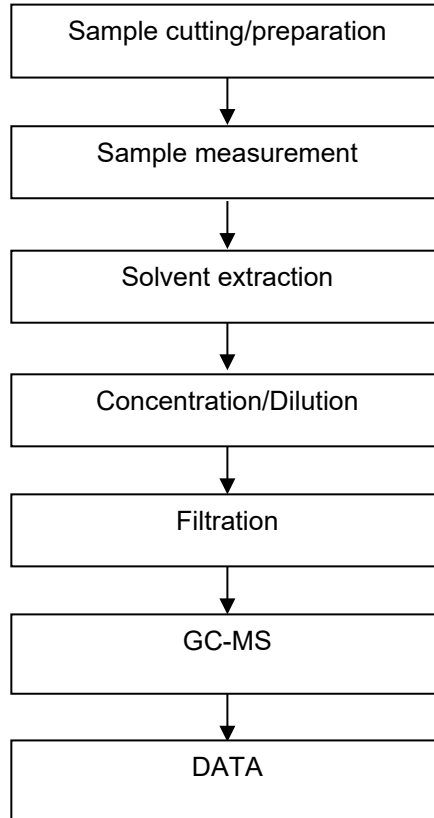 Sample cutting/preparation
Sample measurement
Solvent extraction
Concentration/Dilution
Filtration
GC-MS
DATA